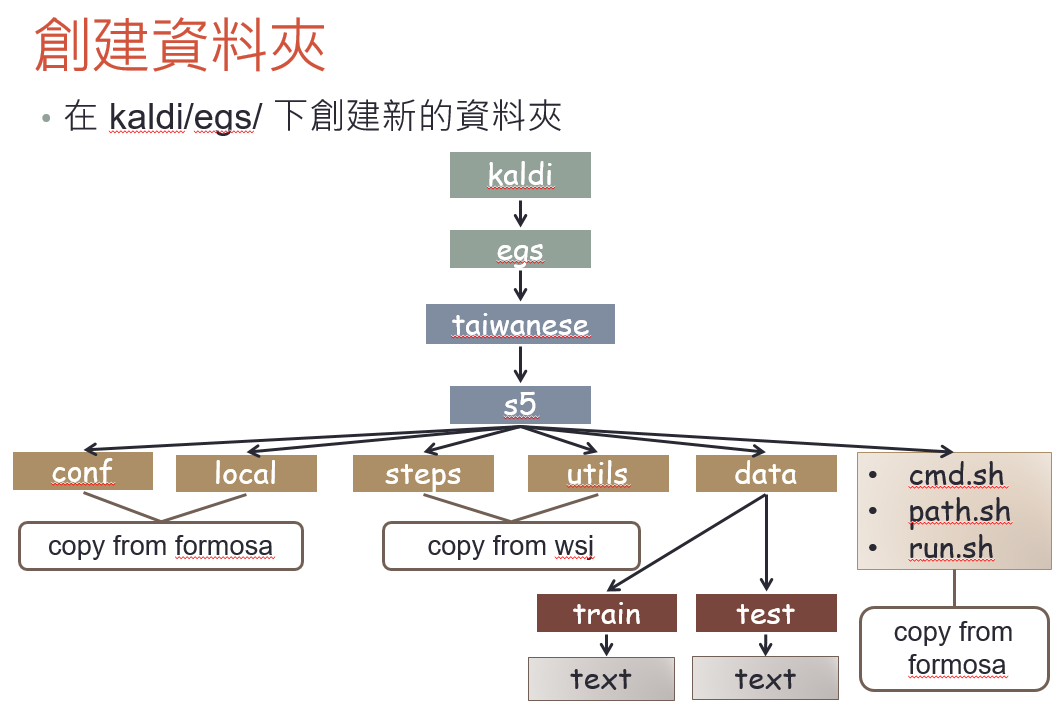 創建資料夾
• 在 kaldi/egs/ 下創建新的資料夾
kaldi
egs
taiwanese
s5
conf
local
steps
utils
data
• cmd.sh
• path.sh
• run.sh
copy from formosa
copy from wsj
train
test
copy from
formosa
text
text